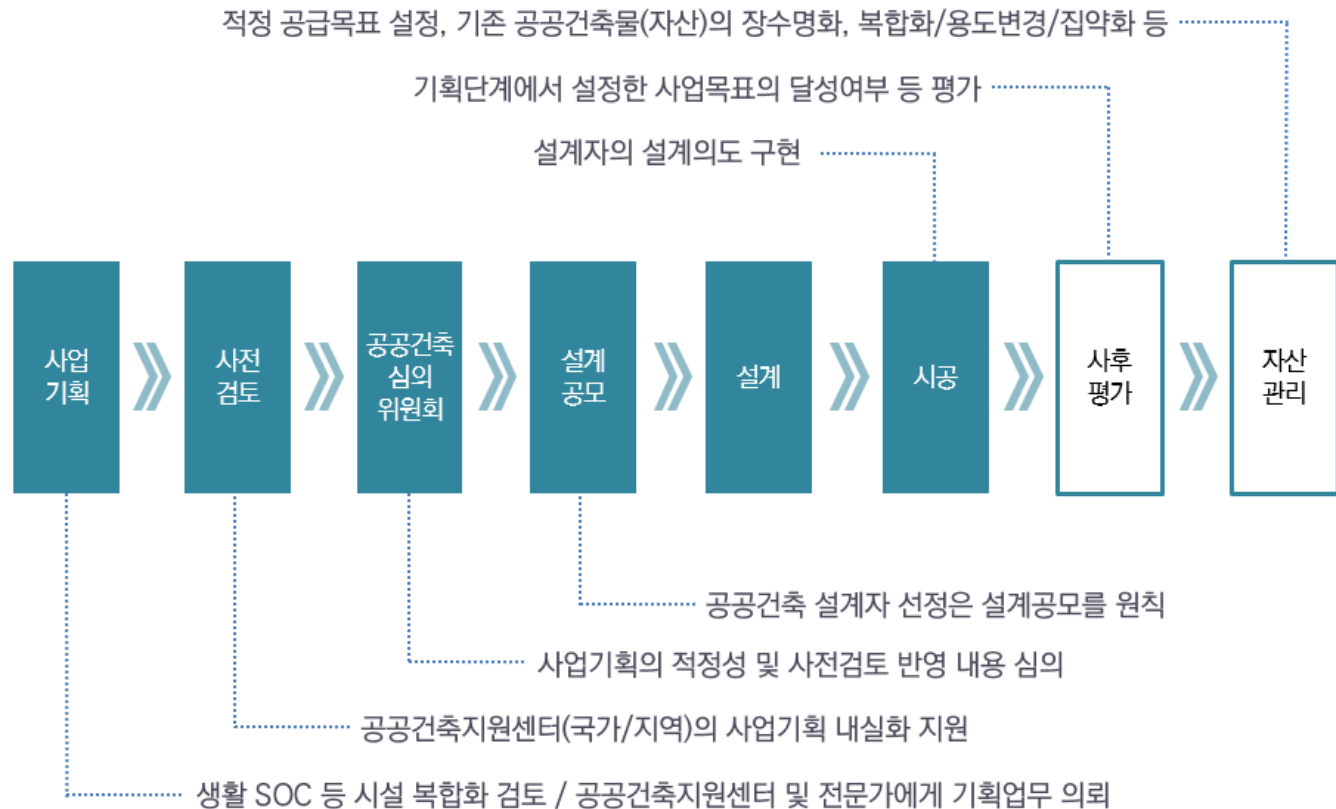 적정 공급목표 설정, 기존 공공건축물(자산)의 장수명화, 복합화/용도변경/집약화 등
기획단계에서 설정한 사업목표의 달성여부 등 평가
설계자의 설계의도 구현
사업
기획
사전
검토
공공건축
심의
위원회
설계
공모
설계
시공
사후
평가
자산
관리
공공건축 설계자 선정은 설계공모를 원칙
사업기획의 적정성 및 사전검토 반영 내용 심의
공공건축지원센터(국가/지역)의 사업기획 내실화 지원
생활 SOC 등 시설 복합화 검토 / 공공건축지원센터 및 전문가에게 기획업무 의뢰